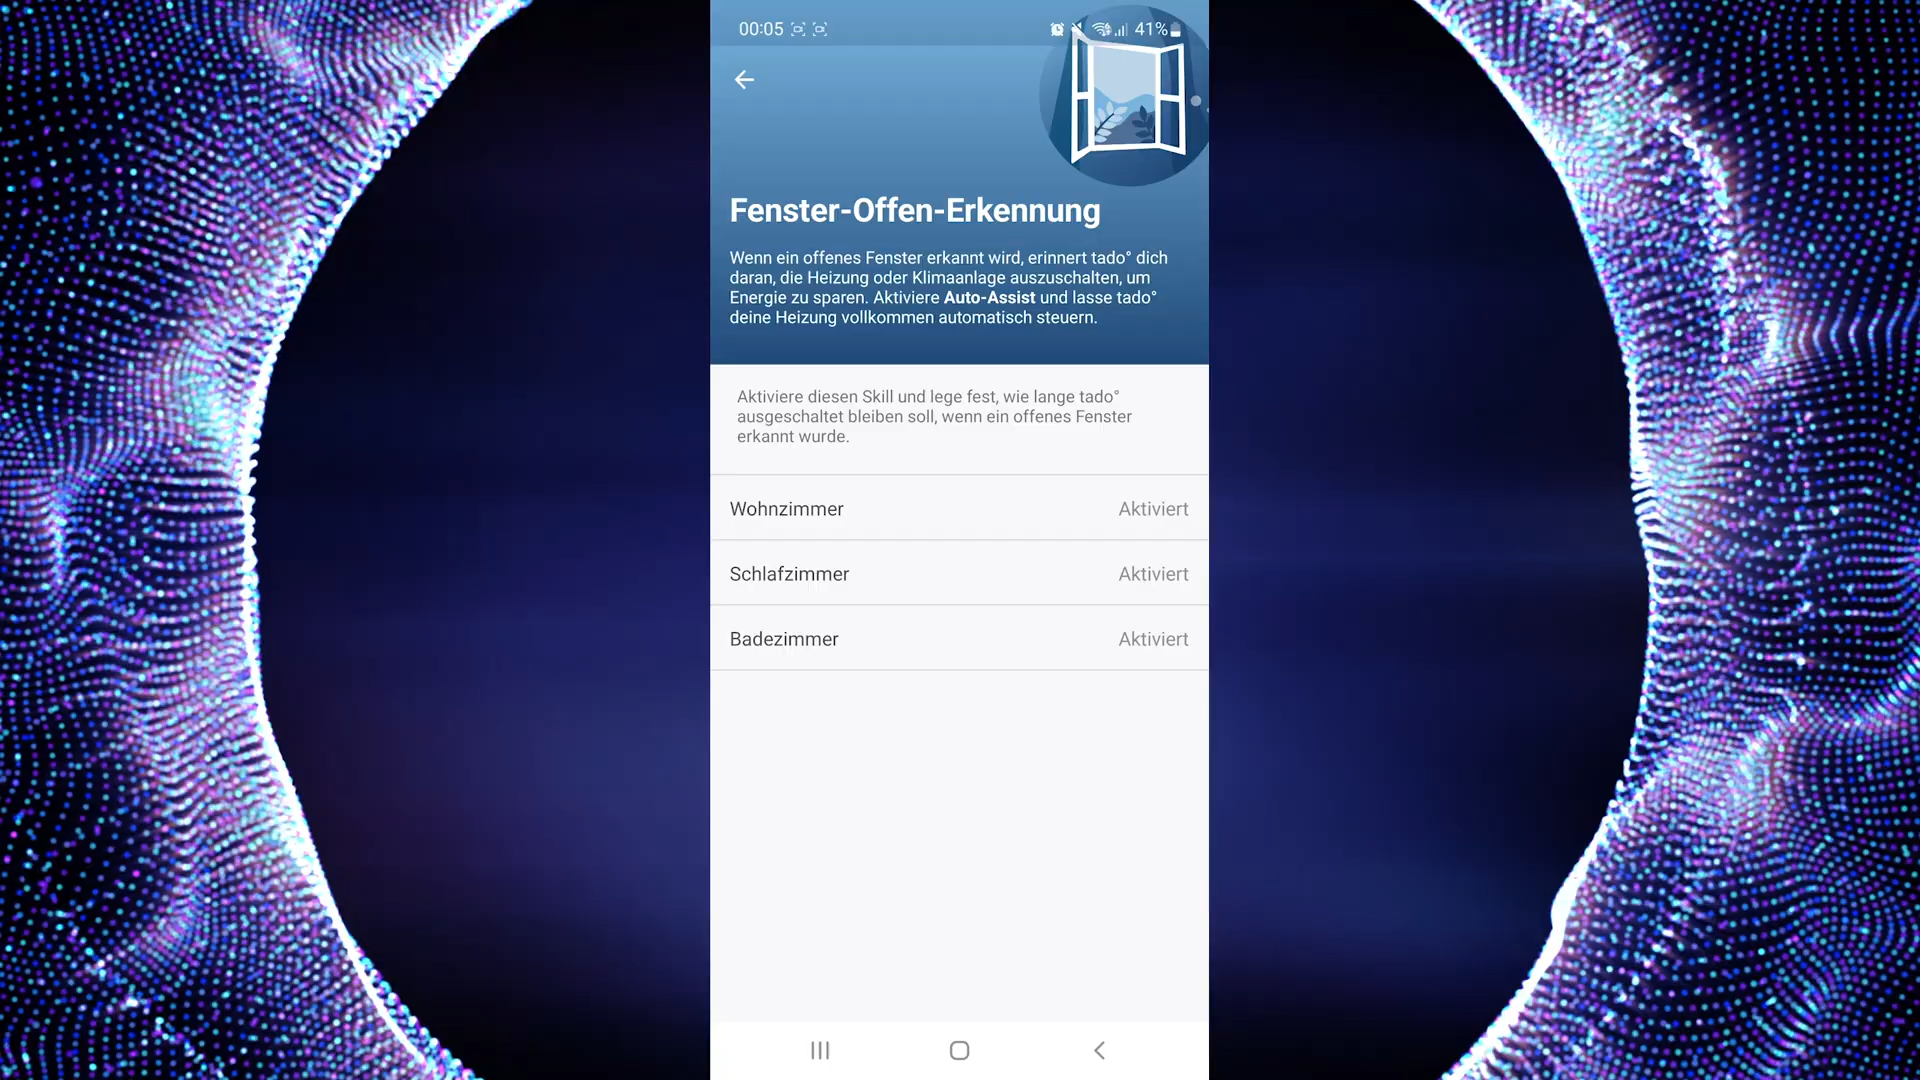 00:05
41%
Fenster-Offen-Erkennung
Wenn ein offenes Fenster erkannt wird, erinnert tado° dich
daran, die Heizung oder Klimaanlage auszuschalten, um
Energie zu sparen. Aktiviere Auto-Assist und lasse tado°
deine Heizung vollkommen automatisch steuern.
Aktiviere diesen Skill und lege fest, wie lange tado°
ausgeschaltet bleiben soll, wenn ein offenes Fenster
erkannt wurde.
Wohnzimmer Aktiviert
Schlafzimmer Aktiviert
Badezimmer Aktiviert